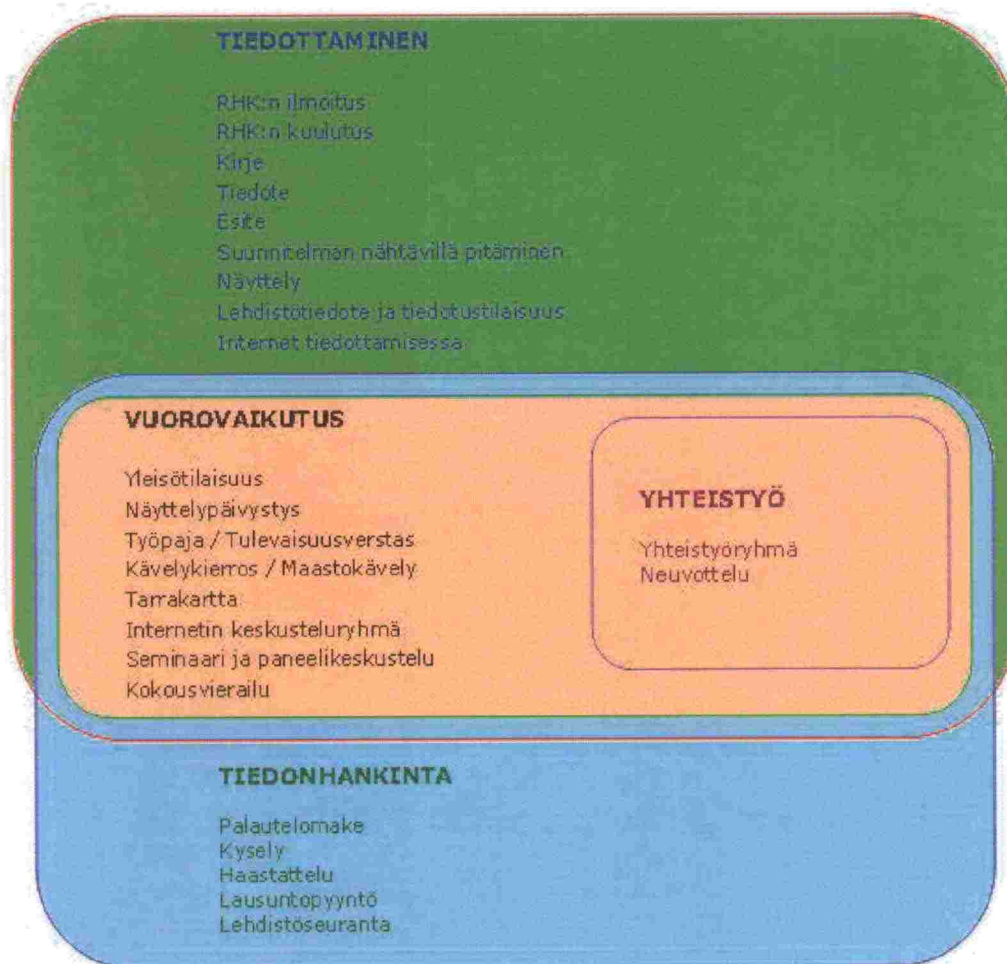 TIEDOTTAMINEN
RHK:n ilmoitus
RHK:n kuulutus
Kirje
Tiedote
Esite
Suunnitelman nähtävillä pitäminen
Näyttely
Lehdistötiedote ja tiedotustilaisuus
Internet tiedottamisessa
VUOROVAIKUTUS
Yleisötilaisuus
Näyttelypäivystys
Työpaja / Tulevaisuusverstas
Kävelykierros / Maastokävely
Tarrakartta
Internetin keskusteluryhmä
Seminaari ja paneelikeskustelu
Kokousvierailu
YHTEISTYÖ
Yhteistyöryhmä
Neuvottelu
TIEDONHANKINTA
Palautelomake
Kysely
Haastattelu
Lausuntopyyntö
Lehdistöseuranta